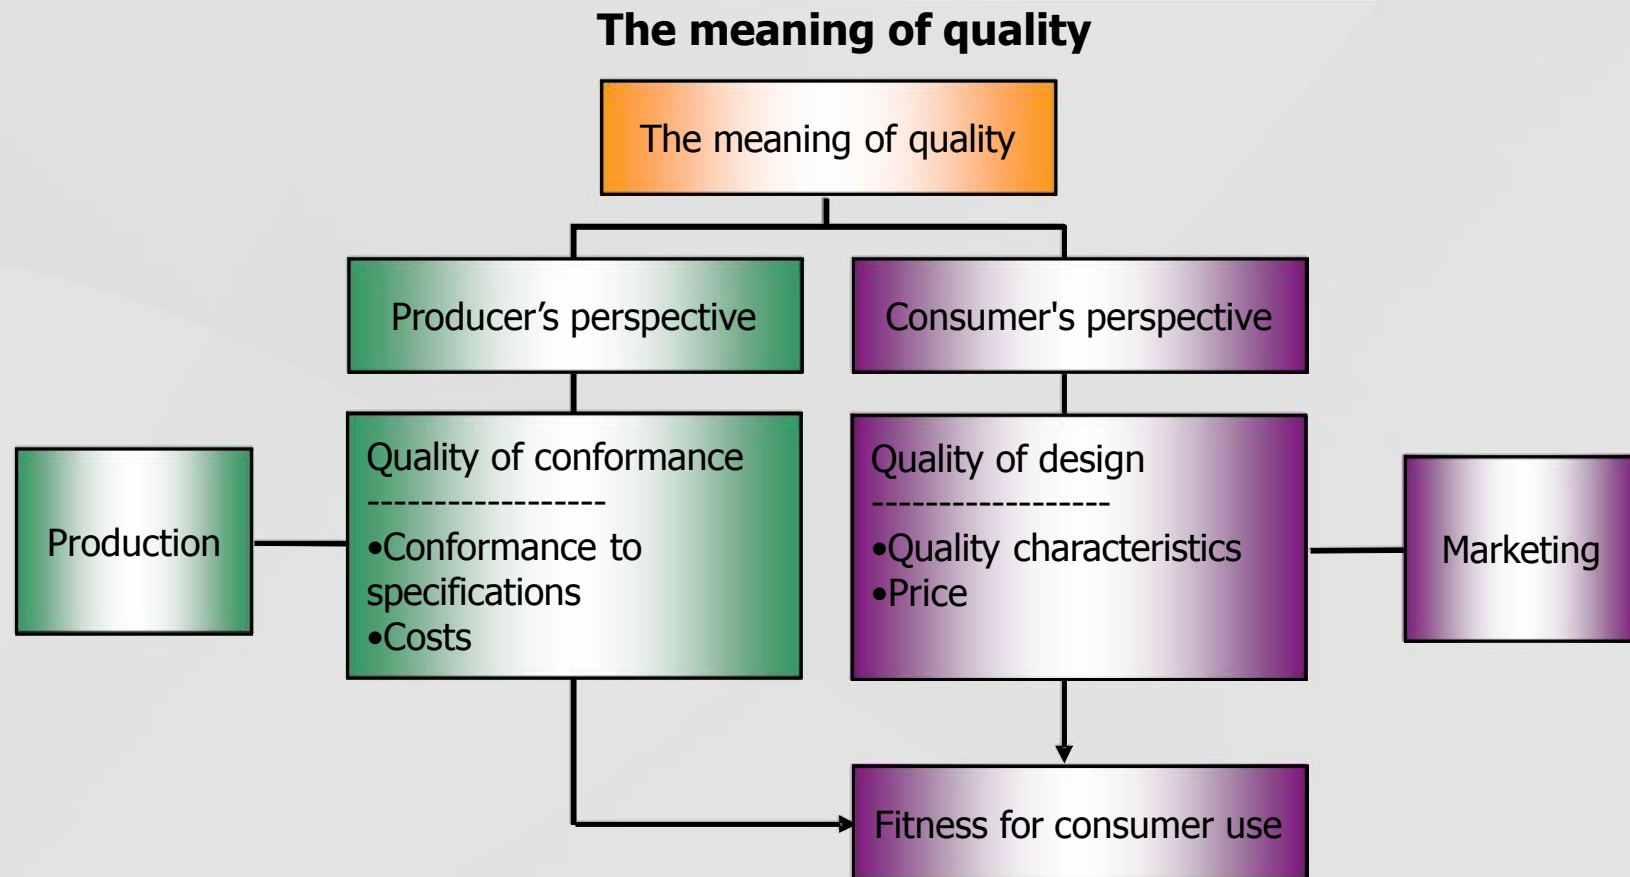 The meaning of quality
The meaning of quality
Producer’s perspective
Consumer's perspective
Production
Quality of conformance
-------------------
•Conformance to
specifications
•Costs
Quality of design
-------------------
•Quality characteristics
•Price
Marketing
Fitness for consumer use